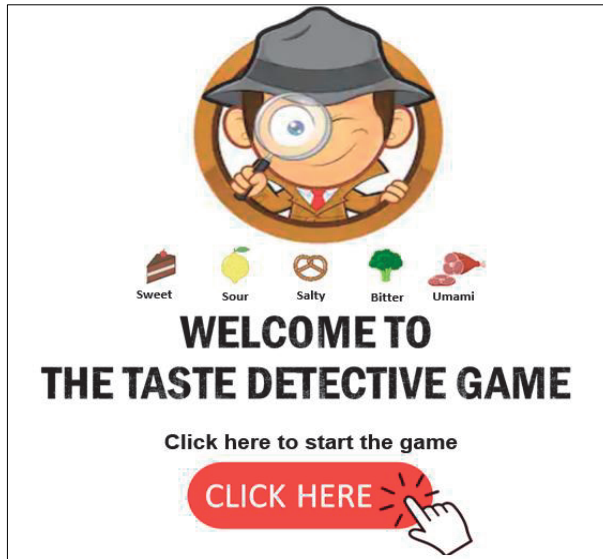 Sweet Sour Salty Bitter Umami
WELCOME TO
THE TASTE DETECTIVE GAME
Click here to start the game
CLICK HERE